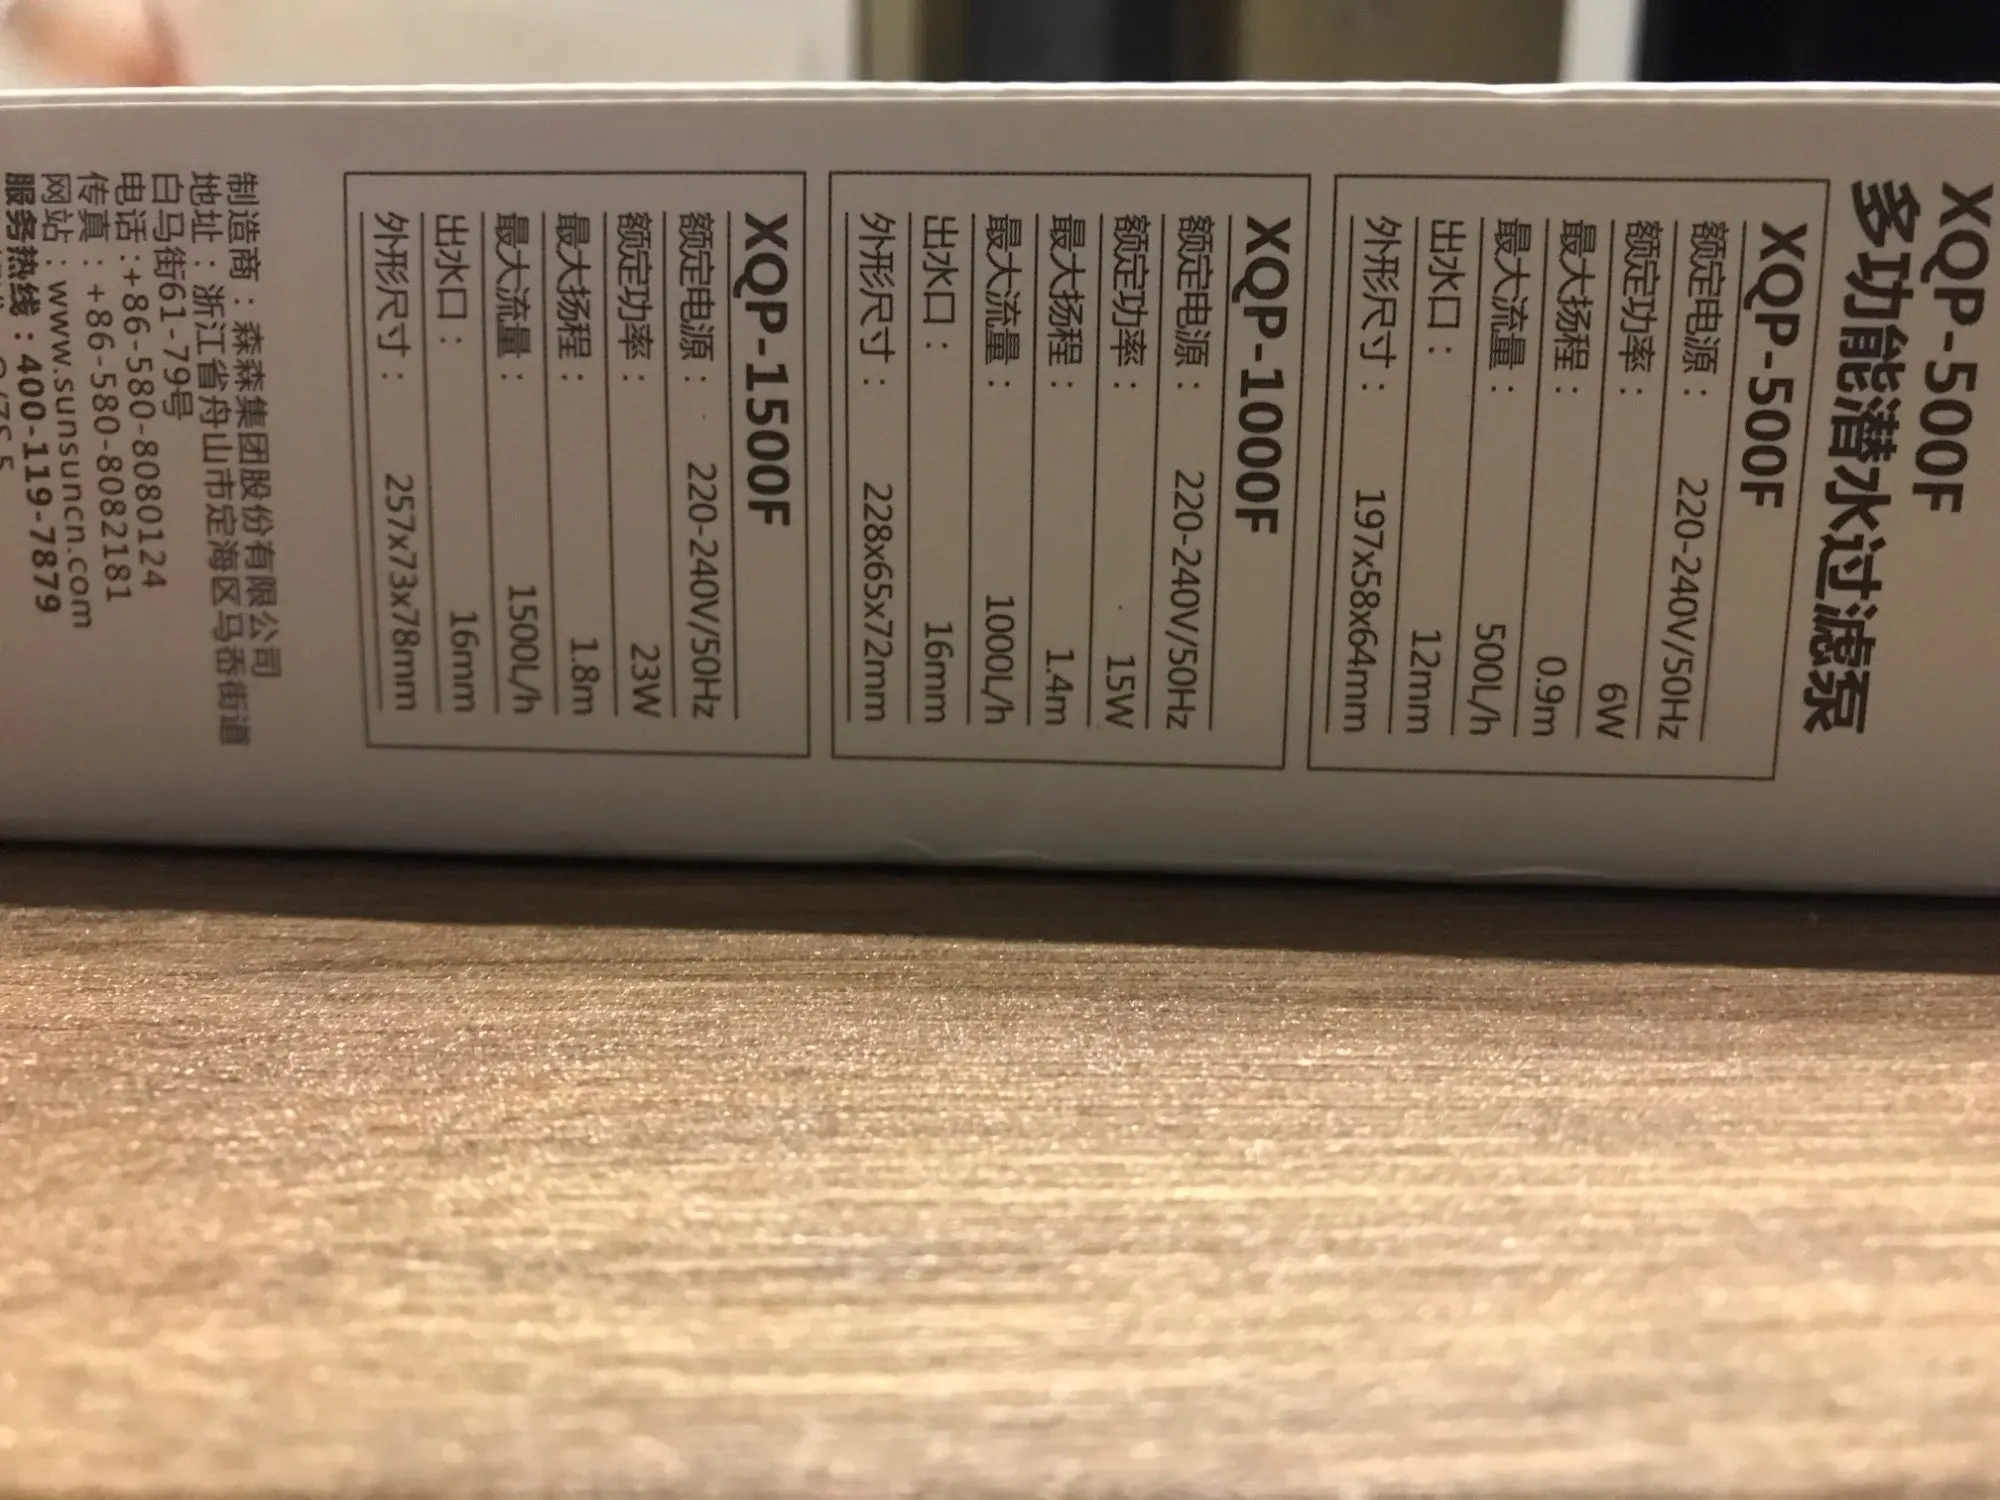 XQP-500F
多功能潜水过滤泵
XQP-500F
额定电源： 220-240V/50Hz
额定功率： 6W
最大扬程： 0.9m
最大流量： 500L/h
出水口： 12mm
外形尺寸： 197x58x64mm
XQP-1000F
额定电源： 220-240V/50Hz
额定功率： 15W
最大扬程： 1.4m
最大流量： 1000L/h
出水口： 16mm
外形尺寸： 228x65x72mm
XQP-1500F
额定电源： 220-240V/50Hz
额定功率： 23W
最大扬程： 1.8m
最大流量： 1500L/h
出水口： 16mm
外形尺寸： 257x73x78mm
制造商：森森集团股份有限公司
地址：浙江省舟山市定海区马岙街道
白马街61-79号
电话:+86-580-8080124
传真：+86-580-8082181
网站：www.sunsuncn.com
服务热线：400-119-7879